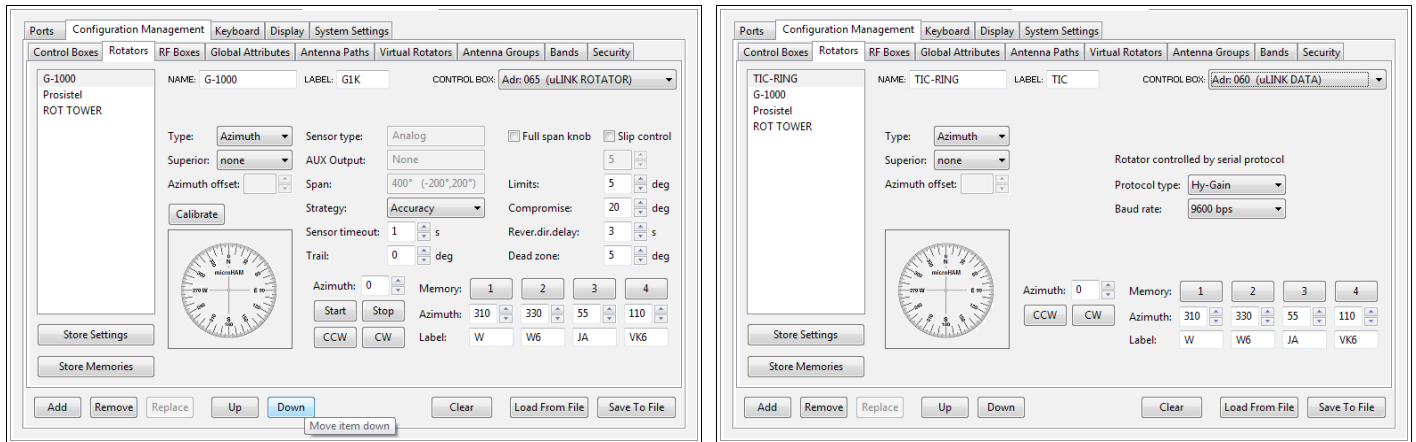 Ports Configuration Management Keyboard Display System Settings
Control Boxes Rotators RF Boxes Global Attributes Antenna Paths Virtual Rotators Antenna Groups Bands Security
G-1000
Prosistel
ROT TOWER
NAME: G-1000 LABEL: G1K CONTROL BOX: Adr: 065 (uLINK ROTATOR)
Type: Azimuth Sensor type: Analog Full span knob Slip control
Superior: none AUX Output: None 5
Azimuth offset: Span: 400° (-200°,200°) Limits: 5 deg
Calibrate Strategy: Accuracy Compromise: 20 deg
Sensor timeout: 1 s Rever.dir.delay: 3 s
Trail: 0 deg Dead zone: 5 deg
N
microHAM
270 W E 90
S
180
Azimuth: 0 Memory: 1 2 3 4
Start Stop Azimuth: 310 330 55 110
CCW CW Label: W W6 JA VK6
Store Settings
Store Memories
Add Remove Replace Up Down Clear Load From File Save To File
Move item down
Ports Configuration Management Keyboard Display System Settings
Control Boxes Rotators RF Boxes Global Attributes Antenna Paths Virtual Rotators Antenna Groups Bands Security
TIC-RING
G-1000
Prosistel
ROT TOWER
NAME: TIC-RING LABEL: TIC CONTROL BOX: Adr: 060 (uLINK DATA)
Type: Azimuth
Superior: none Rotator controlled by serial protocol
Azimuth offset: Protocol type: Hy-Gain
Baud rate: 9600 bps
N
microHAM
270 W E 90
S
180
Azimuth: 0 Memory: 1 2 3 4
CCW CW Azimuth: 310 330 55 110
Label: W W6 JA VK6
Store Settings
Store Memories
Add Remove Replace Up Down Clear Load From File Save To File